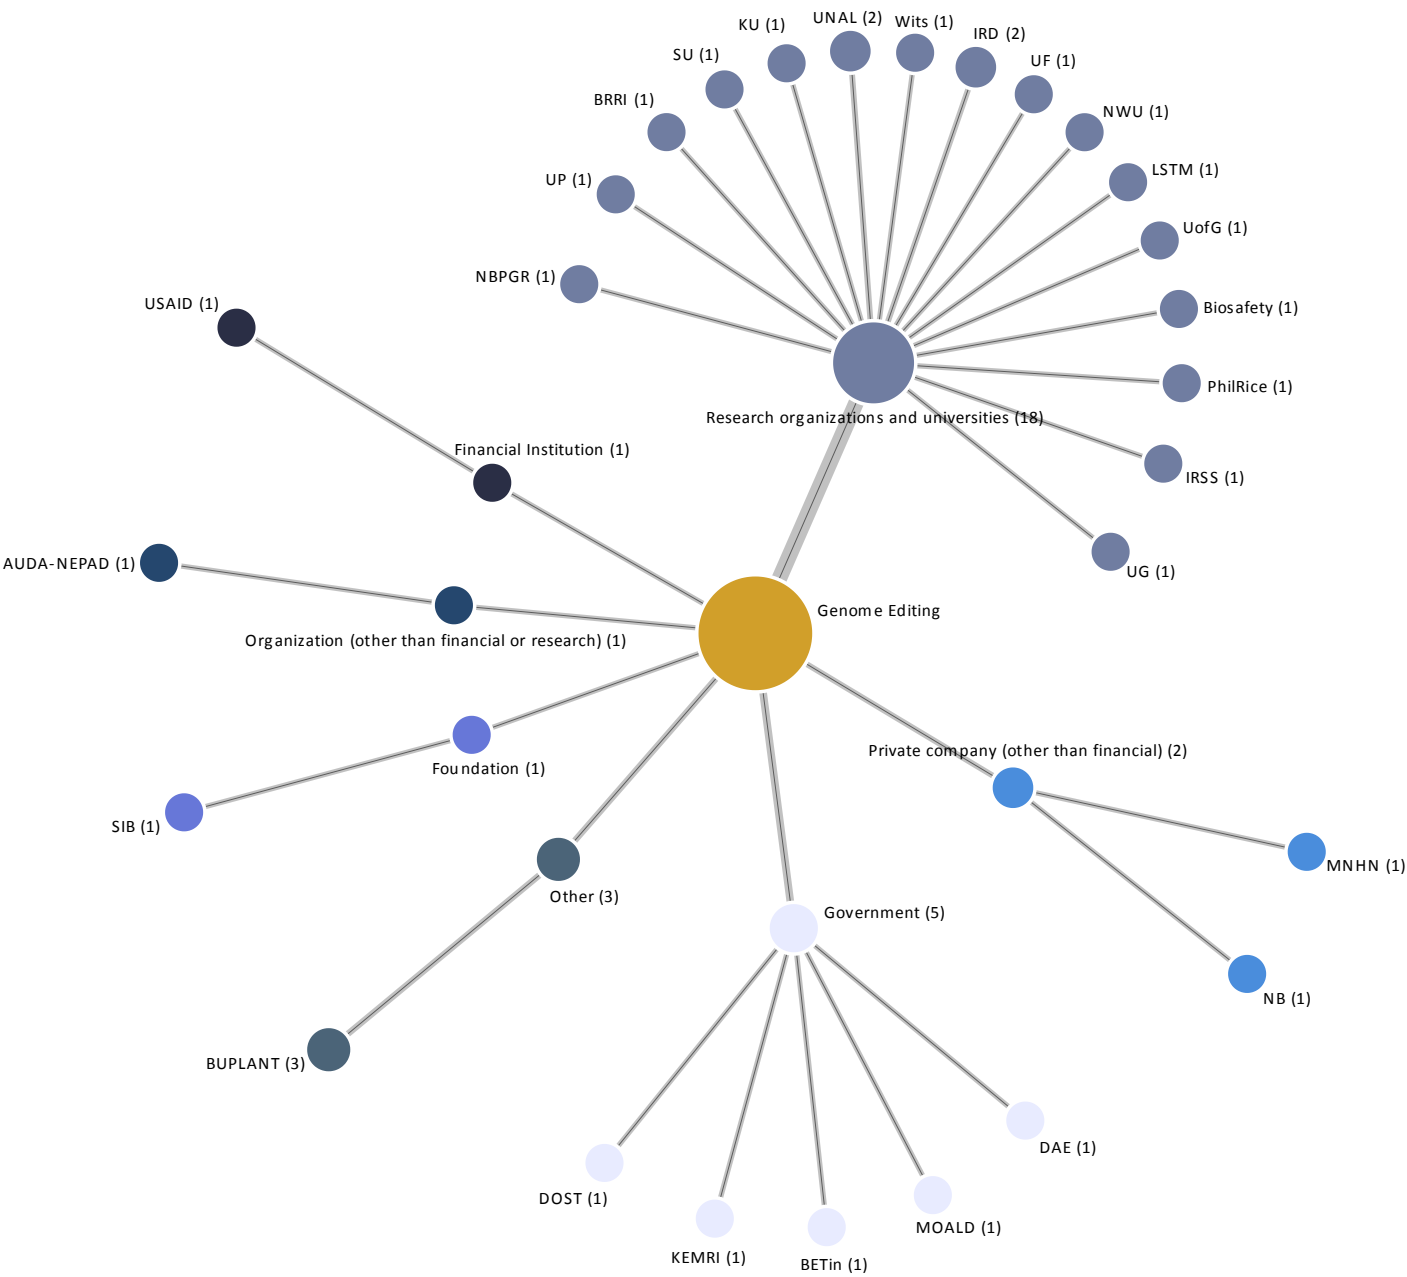 UNAL (2)
Wits (1)
KU (1)
IRD (2)
SU (1)
UF (1)
BRRI (1)
NWU (1)
LSTM (1)
UP (1)
UofG (1)
NBPGR (1)
USAID (1)
Biosafety (1)
PhilRice (1)
Research organizations and universities (18)
Financial Institution (1)
IRSS (1)
AUDA-NEPAD (1)
UG (1)
Genome Editing
Organization (other than financial or research) (1)
Private company (other than financial) (2)
Foundation (1)
SIB (1)
MNHN (1)
Other (3)
Government (5)
NB (1)
BUPLANT (3)
DAE (1)
DOST (1)
MOALD (1)
KEMRI (1)
BETin (1)